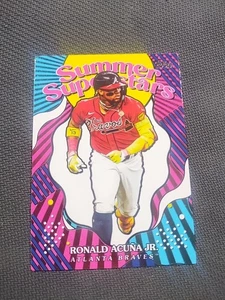 Summer
Superstars
Braves
RONALD ACUNA JR.
ATLANTA BRAVES